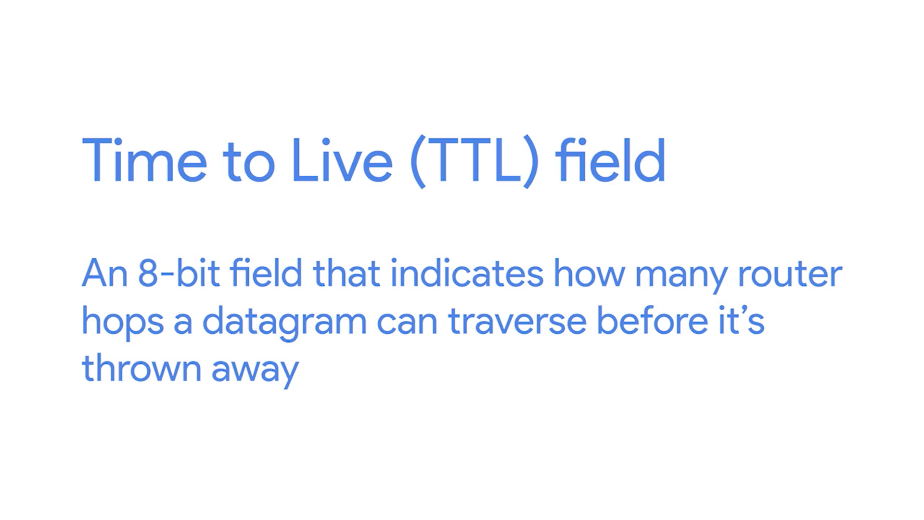 Time to Live (TTL) field
An 8-bit field that indicates how many router
hops a datagram can traverse before it’s
thrown away